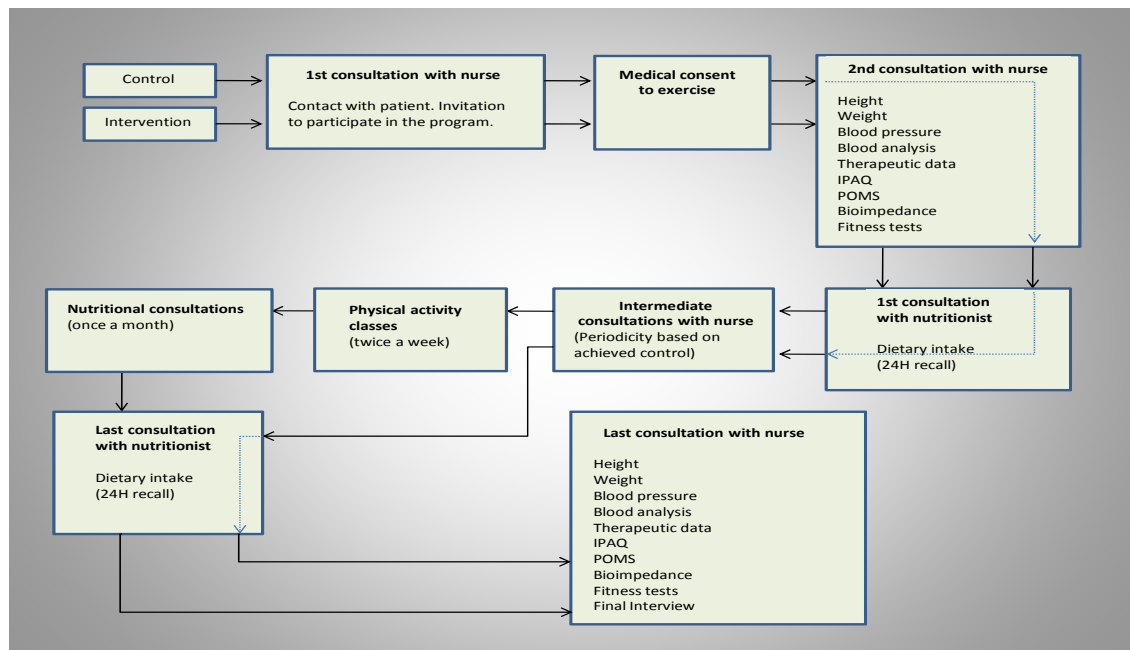 Control
Intervention
1st consultation with nurse
Contact with patient. Invitation
to participate in the program.
Medical consent
to exercise
2nd consultation with nurse
Height
Weight
Blood pressure
Blood analysis
Therapeutic data
IPAQ
POMS
Bioimpedance
Fitness tests
Nutritional consultations
(once a month)
Physical activity
classes
(twice a week)
Intermediate
consultations with nurse
(Periodicity based on
achieved control)
1st consultation
with nutritionist
Dietary intake
(24H recall)
Last consultation
with nutritionist
Dietary intake
(24H recall)
Last consultation with nurse
Height
Weight
Blood pressure
Blood analysis
Therapeutic data
IPAQ
POMS
Bioimpedance
Fitness tests
Final Interview